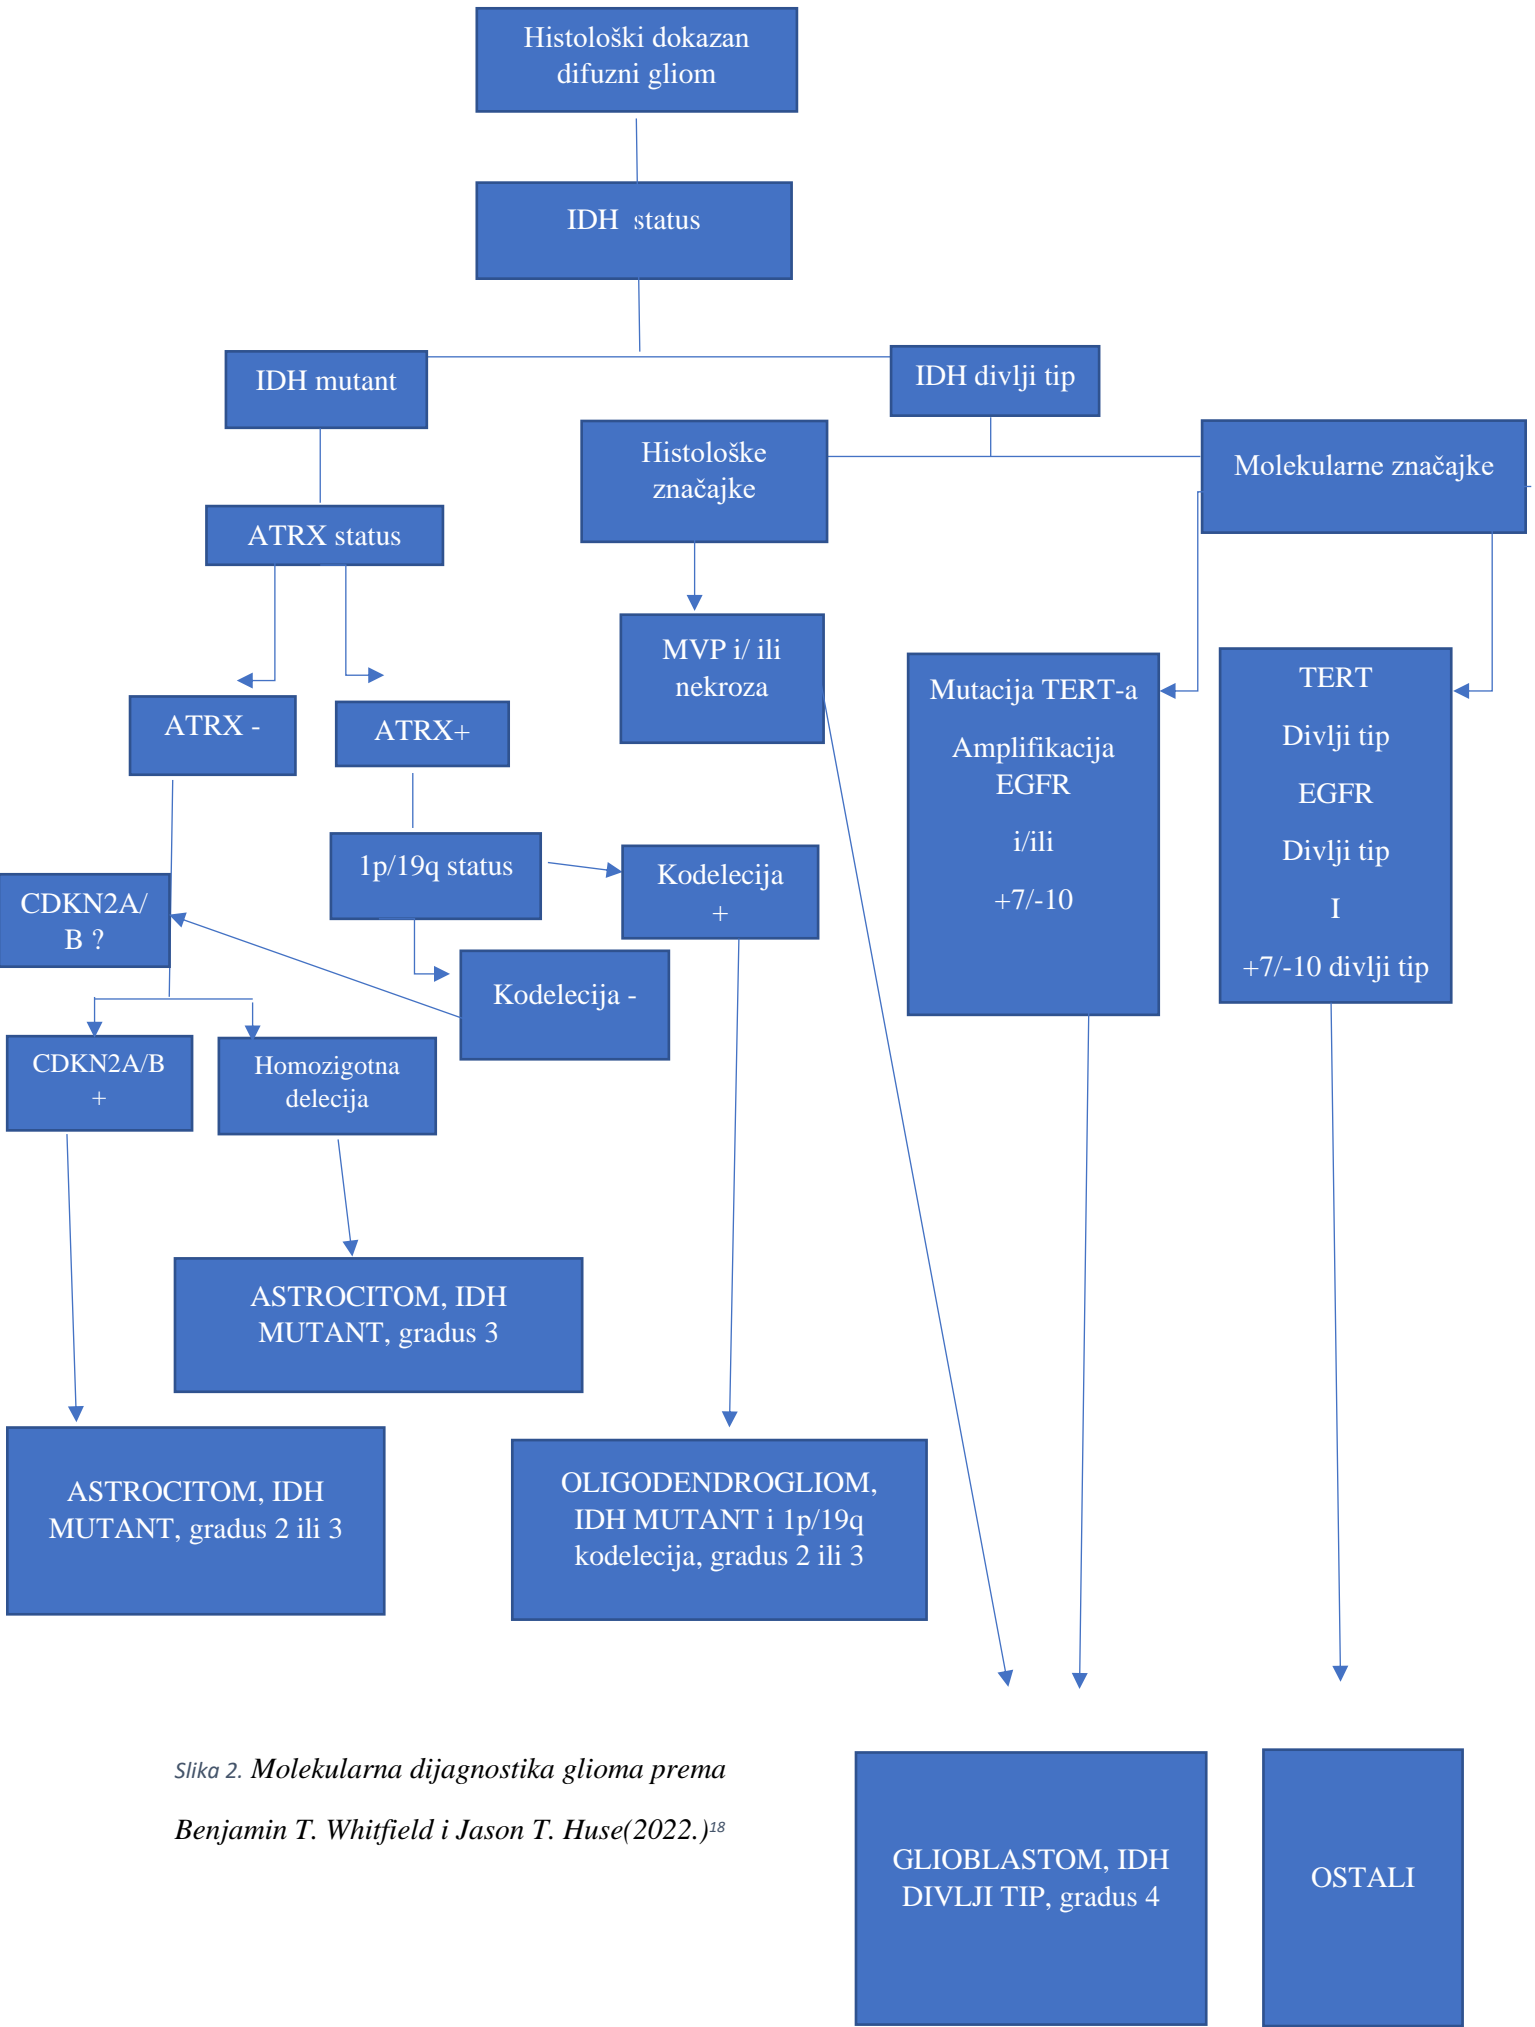 Histološki dokazan
difuzni gliom
IDH status
IDH mutant
IDH divlji tip
Histološke
značajke
Molekularne značajke
ATRX status
MVP i/ ili
nekroza
Mutacija TERT-a
Amplifikacija
EGFR
i/ili
+7/-10
TERT
Divlji tip
EGFR
Divlji tip
I
+7/-10 divlji tip
ATRX -
ATRX+
1p/19q status
Kodelecija
+
CDKN2A/
B ?
Kodelecija -
CDKN2A/B
+
Homozigotna
delecija
ASTROCITOM, IDH
MUTANT, gradus 3
ASTROCITOM, IDH
MUTANT, gradus 2 ili 3
OLIGODENDROGLIOM,
IDH MUTANT i 1p/19q
kodelecija, gradus 2 ili 3
Slika 2. Molekularna dijagnostika glioma prema
Benjamin T. Whitfield i Jason T. Huse(2022.)18
GLIOBLASTOM, IDH
DIVLJI TIP, gradus 4
OSTALI